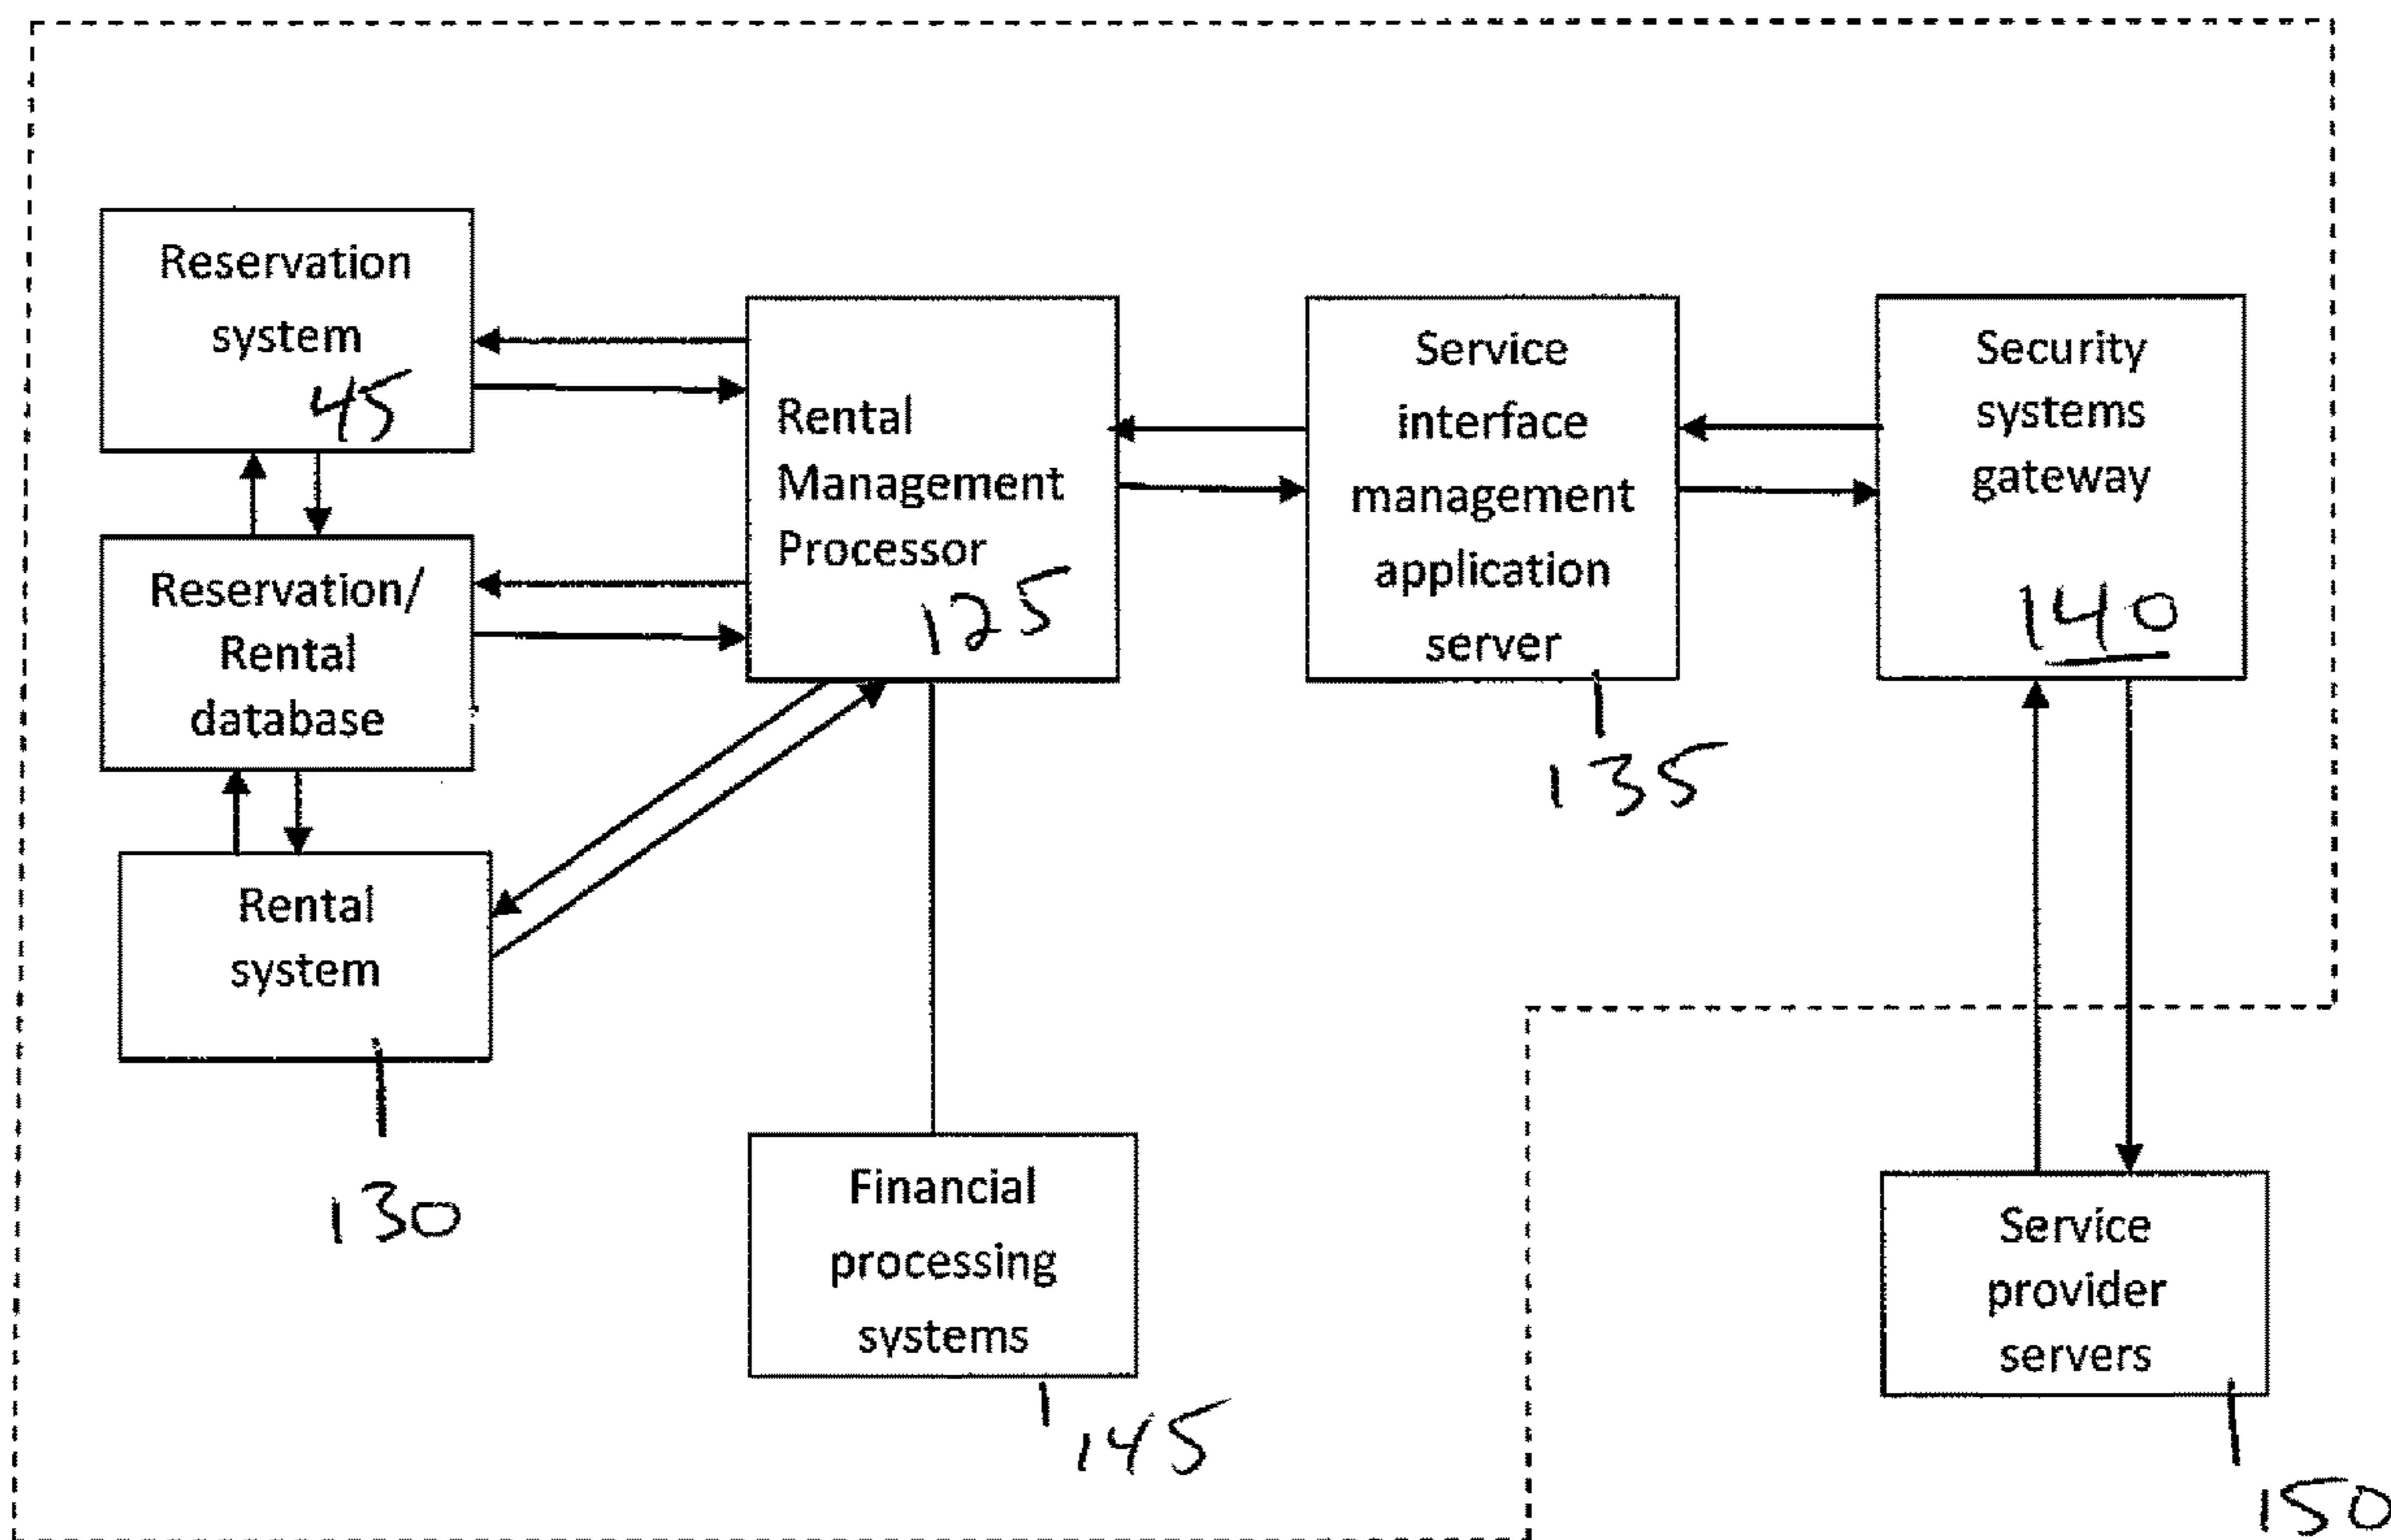 Reservation
system
45
Reservation/
Rental
database
Rental
system
130
Rental
Management
Processor
125
Financial
processing
systems
145
Service
interface
management
application
server
135
Security
systems
gateway
140
Service
provider
servers
150